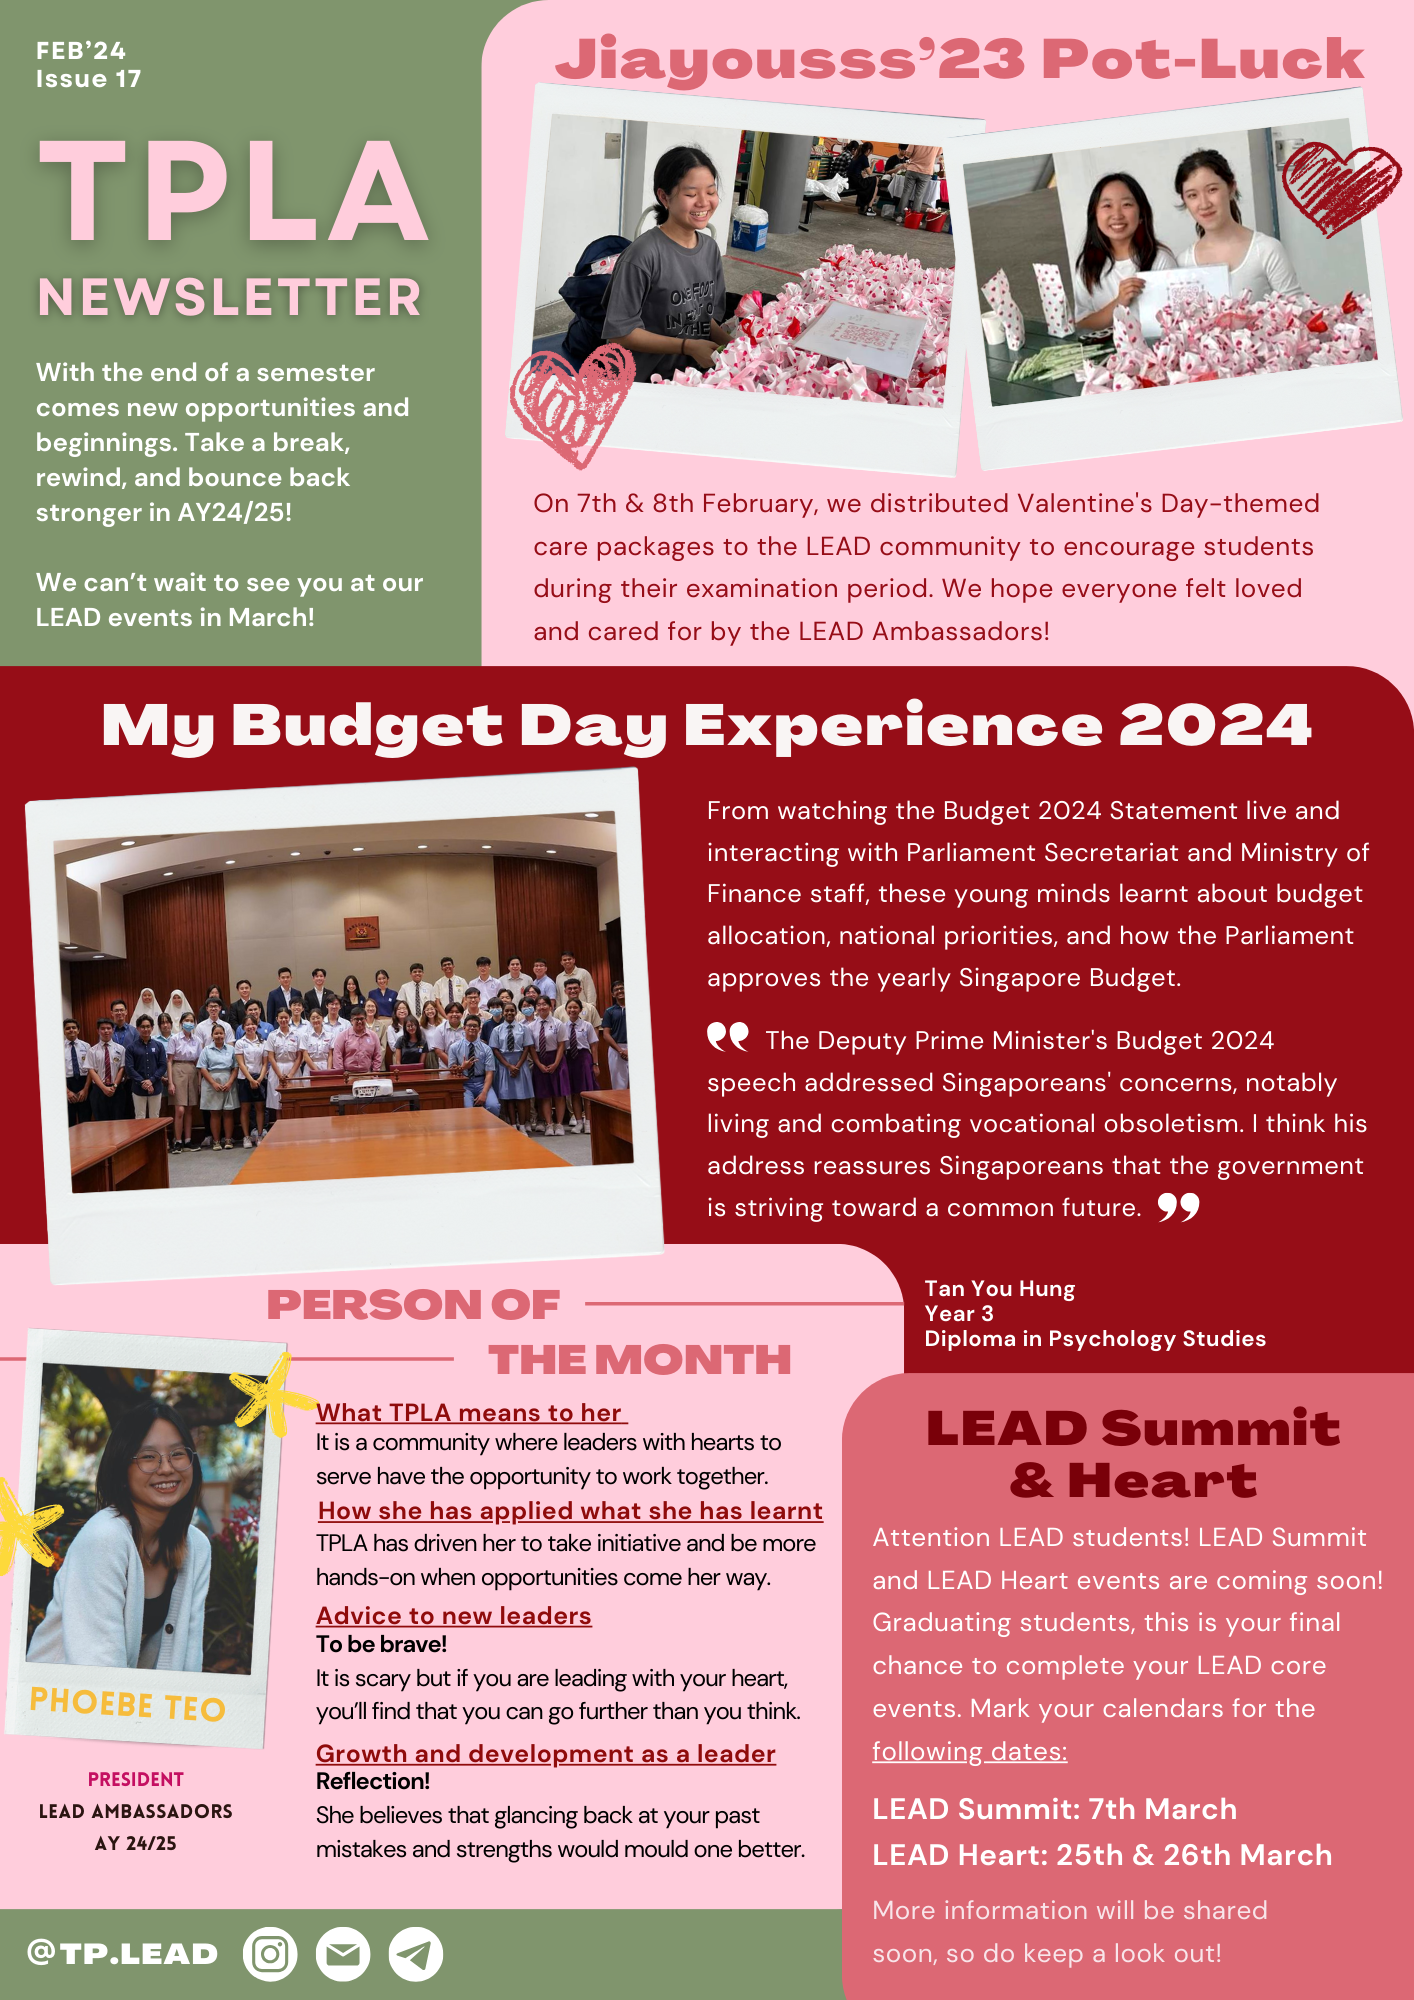 FEB’24
Issue 17
TPLA
NEWSLETTER
With the end of a semester
comes new opportunities and
beginnings. Take a break,
rewind, and bounce back
stronger in AY24/25!
We can’t wait to see you at our
LEAD events in March!
Jiayousss’23 Pot-Luck
ONE FOOT
IN
THE
On 7th & 8th February, we distributed Valentine's Day-themed
care packages to the LEAD community to encourage students
during their examination period. We hope everyone felt loved
and cared for by the LEAD Ambassadors!
My Budget Day Experience 2024
From watching the Budget 2024 Statement live and
interacting with Parliament Secretariat and Ministry of
Finance staff, these young minds learnt about budget
allocation, national priorities, and how the Parliament
approves the yearly Singapore Budget.
“ The Deputy Prime Minister's Budget 2024
speech addressed Singaporeans' concerns, notably
living and combating vocational obsoletism. I think his
address reassures Singaporeans that the government
is striving toward a common future. ”
Tan You Hung
Year 3
Diploma in Psychology Studies
PERSON OF
THE MONTH
What TPLA means to her
It is a community where leaders with hearts to
serve have the opportunity to work together.
How she has applied what she has learnt
TPLA has driven her to take initiative and be more
hands-on when opportunities come her way.
Advice to new leaders
To be brave!
It is scary but if you are leading with your heart,
you’ll find that you can go further than you think.
Growth and development as a leader
Reflection!
She believes that glancing back at your past
mistakes and strengths would mould one better.
PHOEBE TEO
PRESIDENT
LEAD AMBASSADORS
AY 24/25
LEAD Summit
& Heart
Attention LEAD students! LEAD Summit
and LEAD Heart events are coming soon!
Graduating students, this is your final
chance to complete your LEAD core
events. Mark your calendars for the
following dates:
LEAD Summit: 7th March
LEAD Heart: 25th & 26th March
More information will be shared
soon, so do keep a look out!
@TP.LEAD